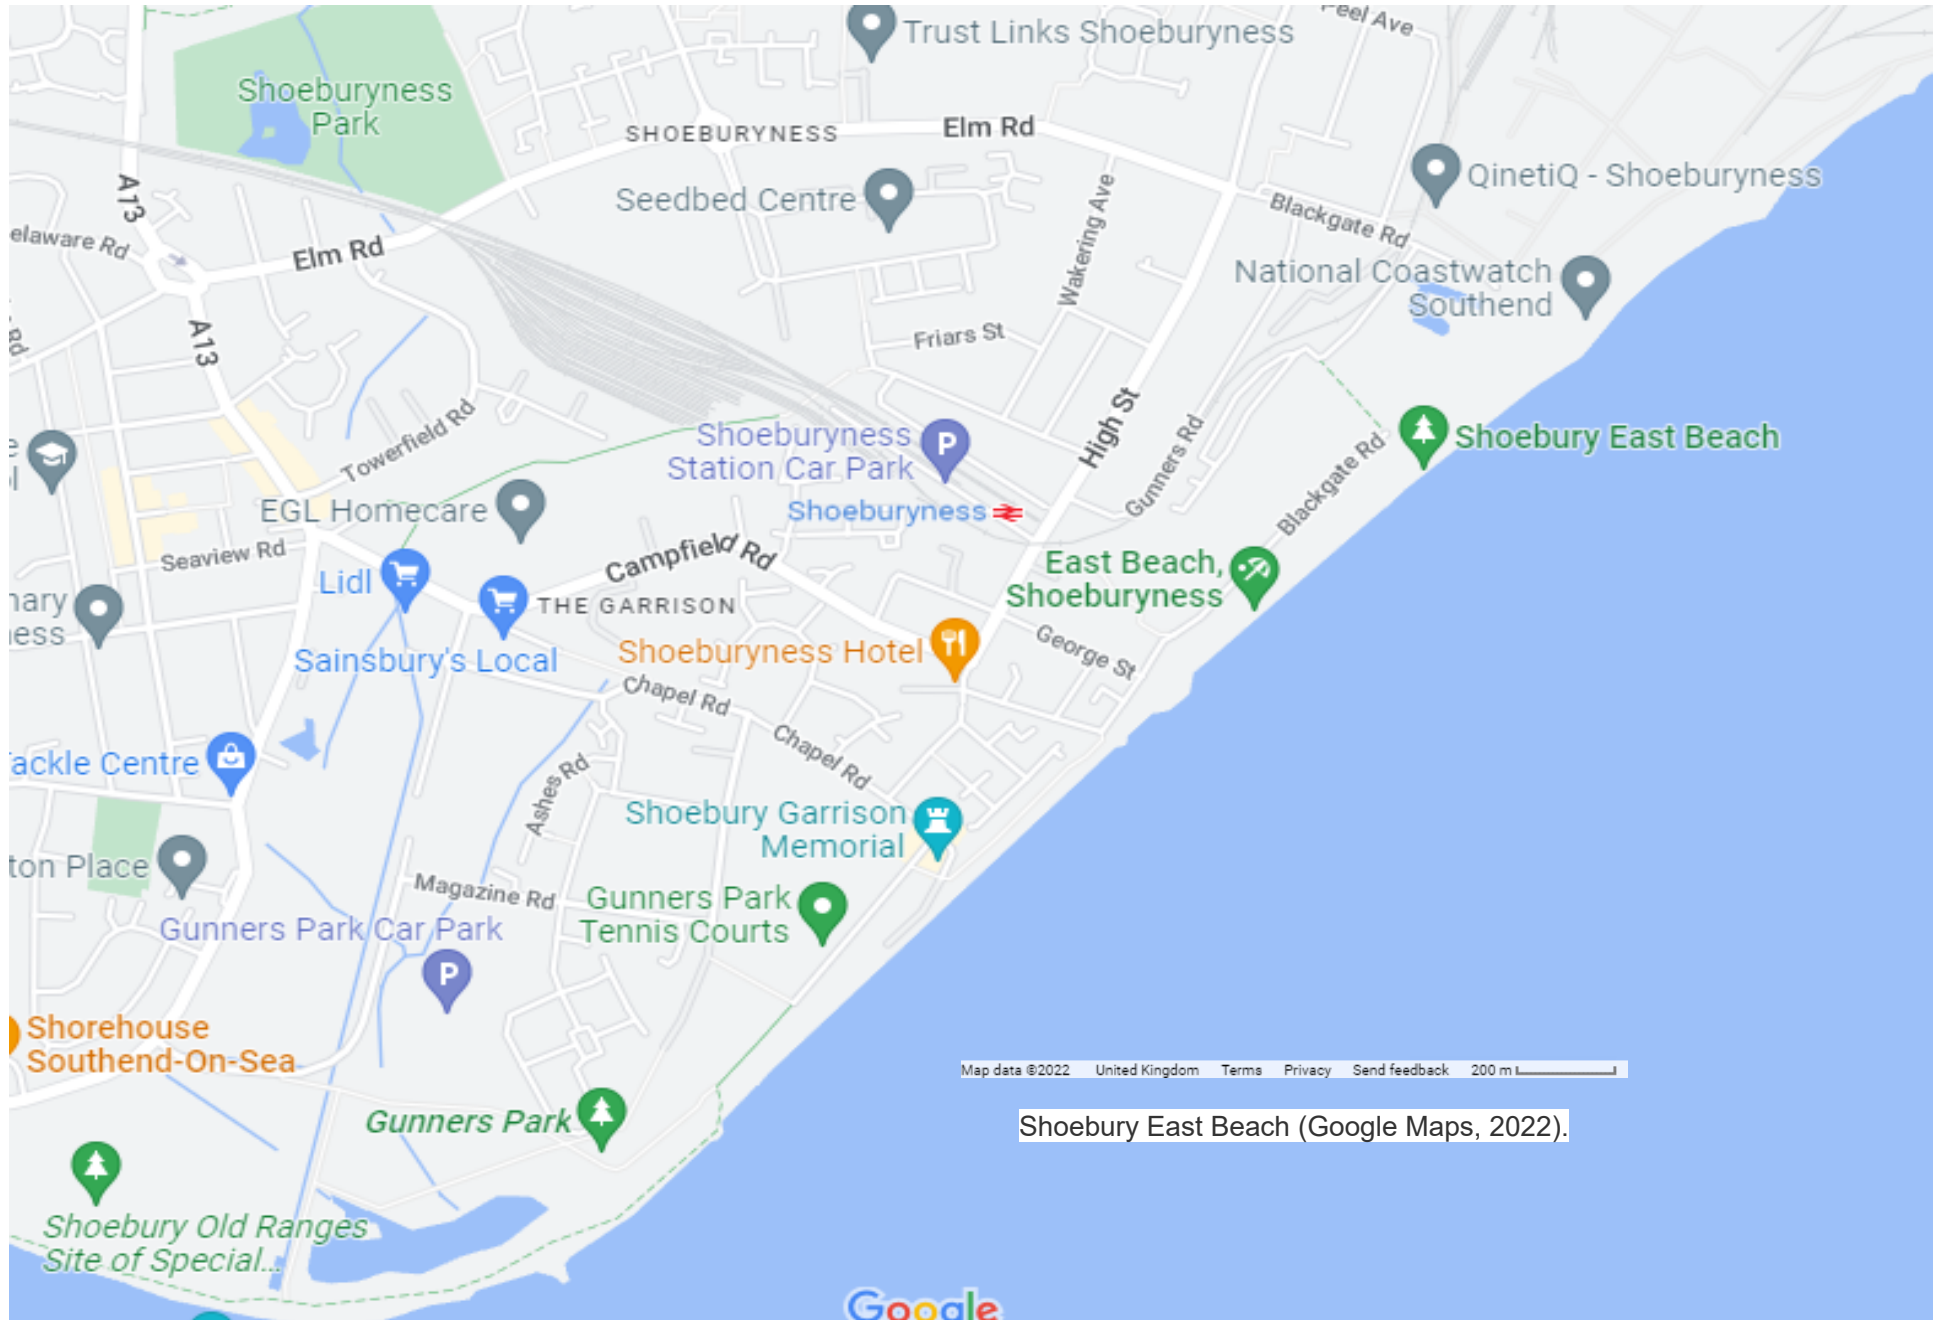 Peel Ave
Trust Links Shoeburyness
Shoeburyness
Park
SHOEBURYNESS
Elm Rd
A13
Seedbed Centre
QinetiQ - Shoeburyness
Wakering Ave
Blackgate Rd
elaware Rd
Elm Rd
National Coastwatch
Southend
A13
Rd
Friars St
High St
Towerfield Rd
Shoeburyness
Station Car Park
Gunners Rd
Shoebury East Beach
Blackgate Rd
EGL Homecare
Shoeburyness
Seaview Rd
Campfield Rd
Lidl
THE GARRISON
East Beach,
Shoeburyness
Sainsbury's Local
Shoeburyness Hotel
George St
Chapel Rd
Chapel Rd
ackle Centre
Ashes Rd
Shoebury Garrison
Memorial
ton Place
Magazine Rd
Gunners Park
Tennis Courts
Gunners Park Car Park
Shorehouse
Southend-On-Sea
Map data ©2022 United Kingdom Terms Privacy Send feedback 200 m
Gunners Park
Shoebury East Beach (Google Maps, 2022).
Shoebury Old Ranges
Site of Special...
Google